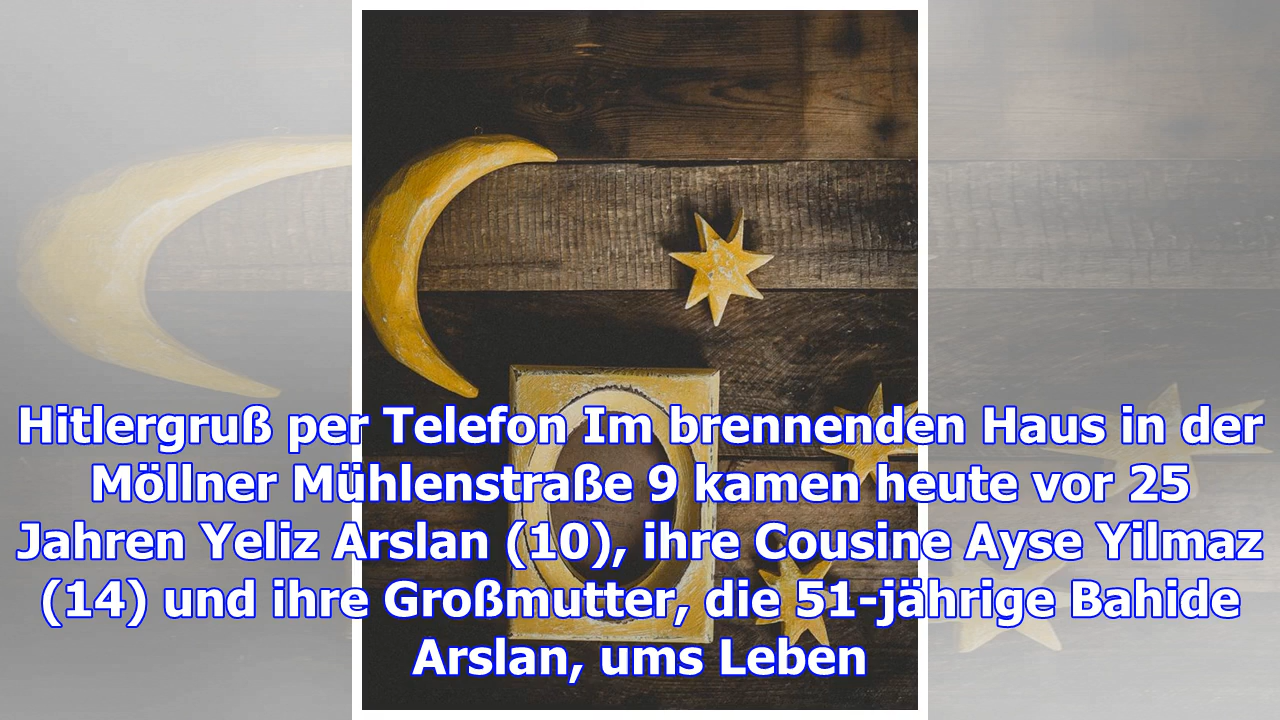 Hitlergruß per Telefon Im brennenden Haus in der
Möllner Mühlenstraße 9 kamen heute vor 25
Jahren Yeliz Arslan (10), ihre Cousine Ayse Yilmaz
(14) und ihre Großmutter, die 51-jährige Bahide
Arslan, ums Leben